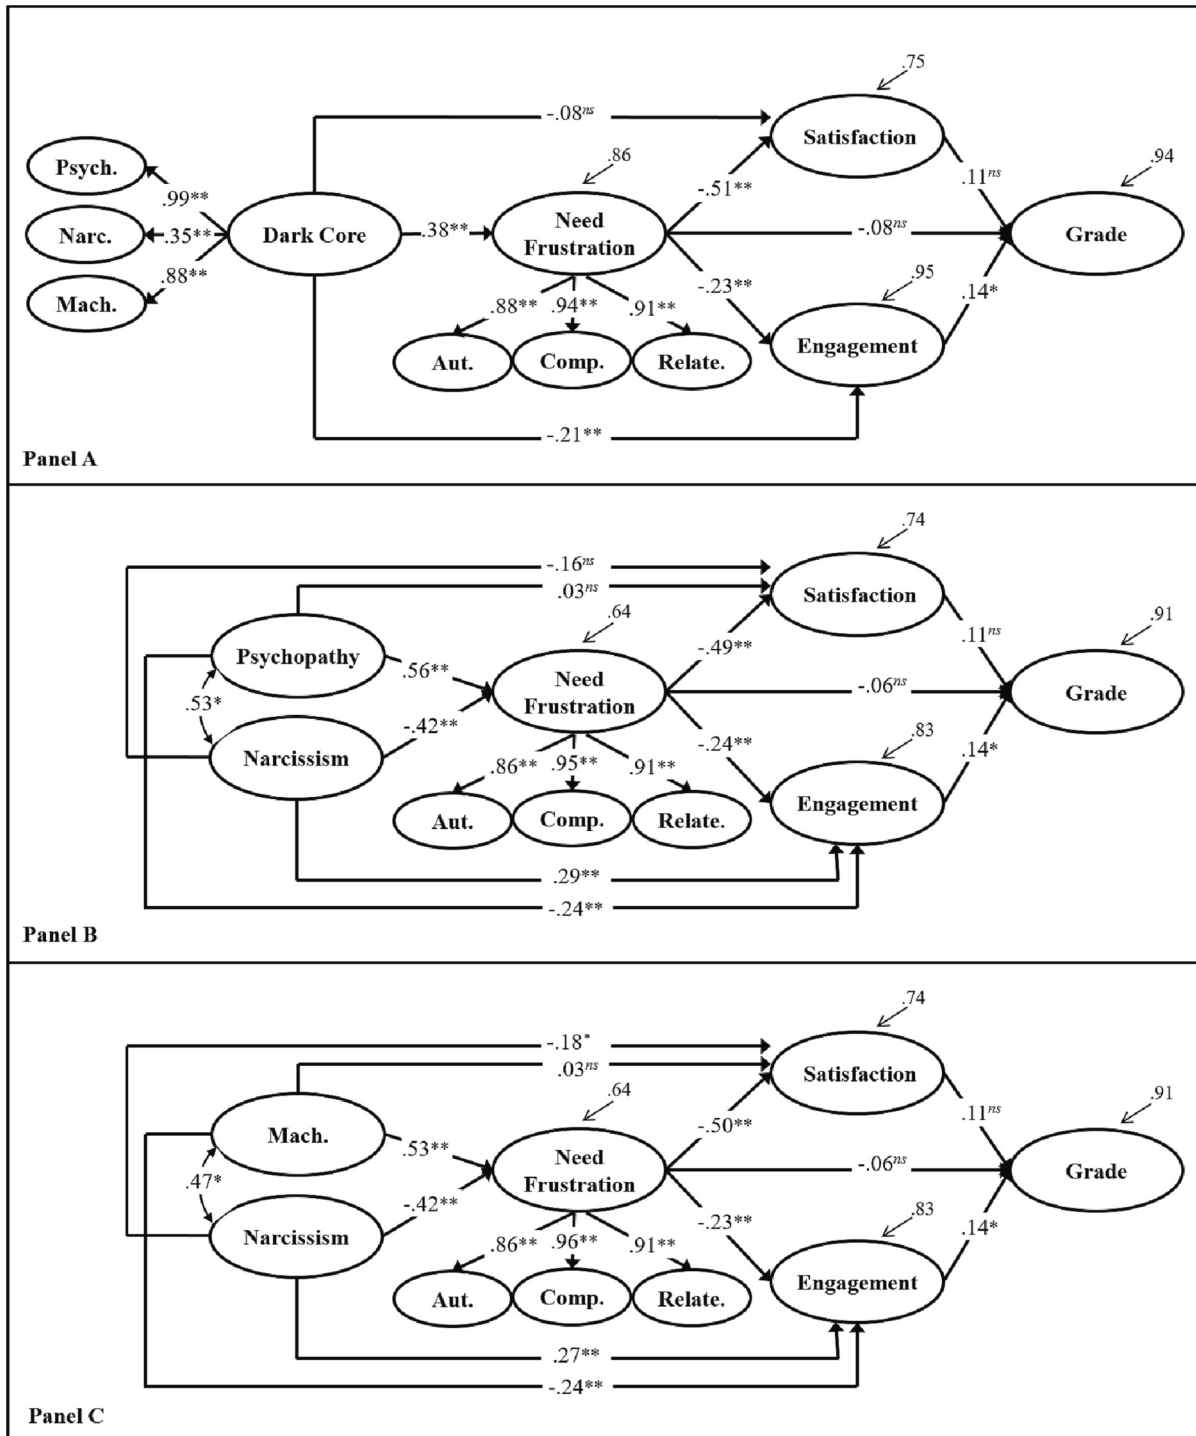 .75
-.08ns
Satisfaction
.86
.94
Psych.
-.51**
.11ns
.99**
Need
Frustration
Narc.
.35**
Dark Core
.38**
-.08ns
Grade
.88**
-.23**
.95
Mach.
.88**
.94**
.91**
.14*
Engagement
Aut.
Comp.
Relate.
-.21**
Panel A
.74
-.16ns
.03ns
Satisfaction
.64
.91
.11ns
Psychopathy
-.49**
.56**
Need
Frustration
-.06ns
Grade
.53*
-.42**
-.24**
.83
Narcissism
.86**
.95**
.91**
.14*
Engagement
Aut.
Comp.
Relate.
.29**
-.24**
Panel B
.74
-.18*
.03ns
Satisfaction
.64
.91
.11ns
Mach.
-.50**
.53**
Need
Frustration
-.06ns
Grade
.47*
-.42**
-.23**
.83
Narcissism
.86**
.96**
.91**
.14*
Engagement
Aut.
Comp.
Relate.
.27**
-.24**
Panel C